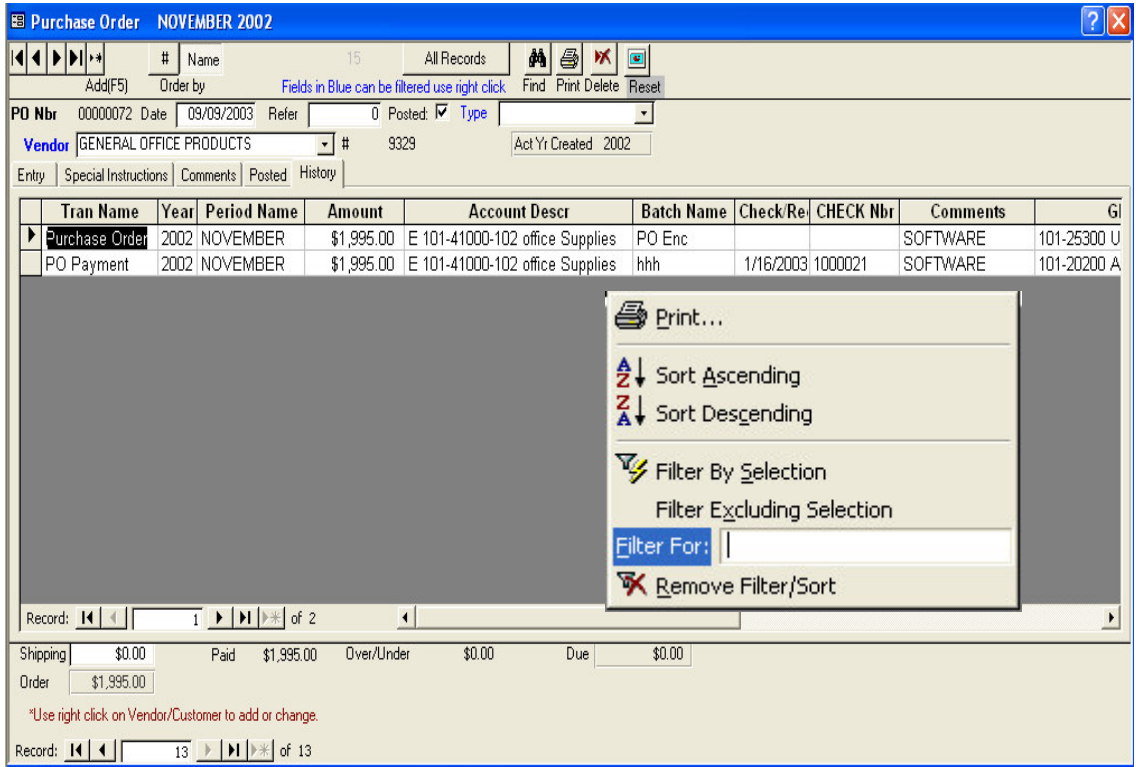 Purchase Order NOVEMBER 2002
# Name 15 All Records
Add(F5) Order by Fields in Blue can be filtered use right click Find Print Delete Reset
PO Nbr 00000072 Date 09/09/2003 Refer 0 Posted: Type
Vendor GENERAL OFFICE PRODUCTS # 9329 Act Yr Created 2002
Entry Special Instructions Comments Posted History
Tran Name Year Period Name Amount Account Descr Batch Name Check/Re CHECK Nbr Comments Gl
Purchase Order 2002 NOVEMBER $1,995.00 E 101-41000-102 office Supplies PO Enc SOFTWARE 101-25300 U
PO Payment 2002 NOVEMBER $1,995.00 E 101-41000-102 office Supplies hhh 1/16/2003 1000021 SOFTWARE 101-20200 A
Print...
Sort Ascending
Sort Descending
Filter By Selection
Filter Excluding Selection
Filter For:
Remove Filter/Sort
Record: 1 of 2
Shipping $0.00 Paid $1,995.00 Over/Under $0.00 Due $0.00
Order $1,995.00
*Use right click on Vendor/Customer to add or change.
Record: 13 of 13